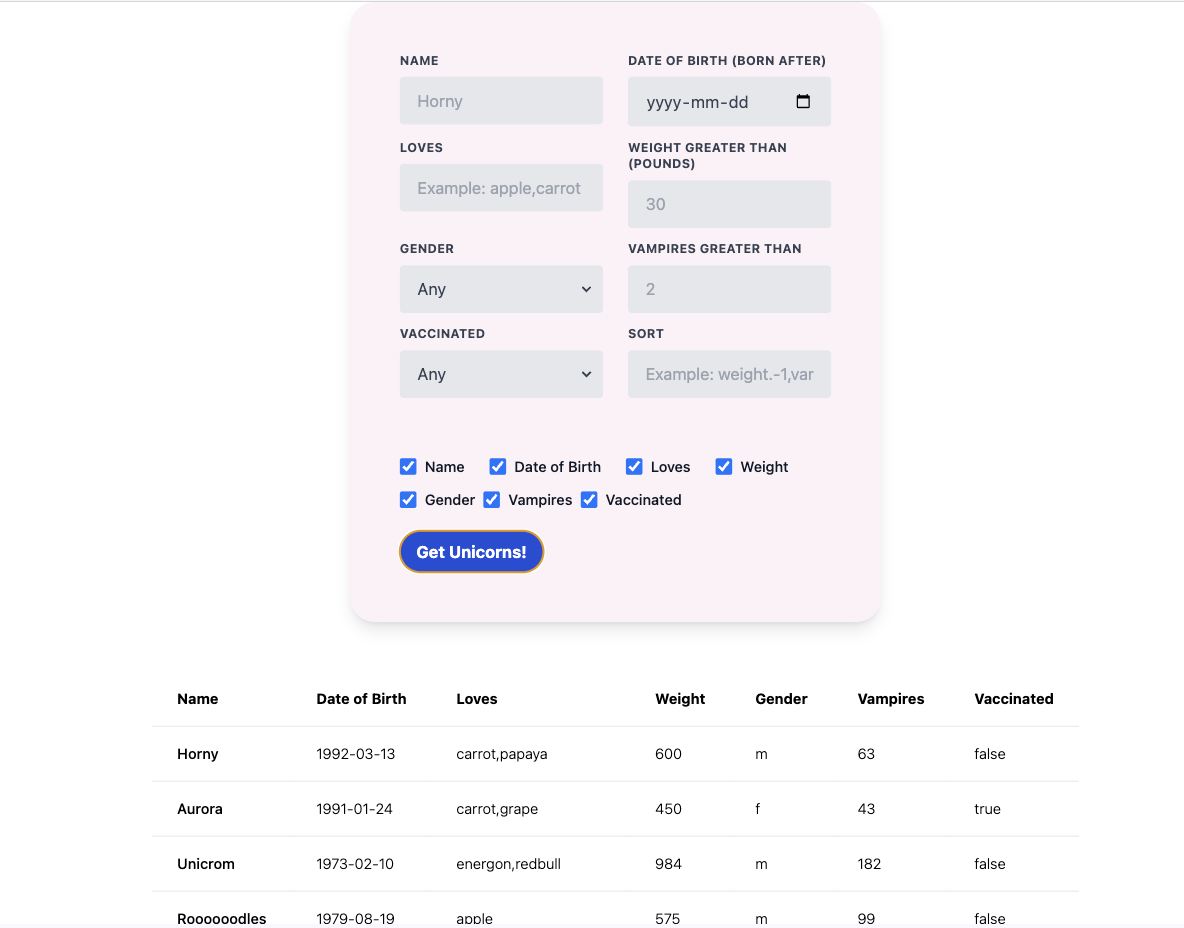 NAME
DATE OF BIRTH (BORN AFTER)
Horny
yyyy-mm-dd
LOVES
WEIGHT GREATER THAN
(POUNDS)
Example: apple,carrot
30
GENDER
VAMPIRES GREATER THAN
Any
2
VACCINATED
SORT
Any
Example: weight.-1,var
Name Date of Birth Loves Weight
Gender Vampires Vaccinated
Get Unicorns!
Name Date of Birth Loves Weight Gender Vampires Vaccinated
Horny 1992-03-13 carrot,papaya 600 m 63 false
Aurora 1991-01-24 carrot,grape 450 f 43 true
Unicrom 1973-02-10 energon,redbull 984 m 182 false
Roooooodles 1979-08-19 apple 575 m 99 false